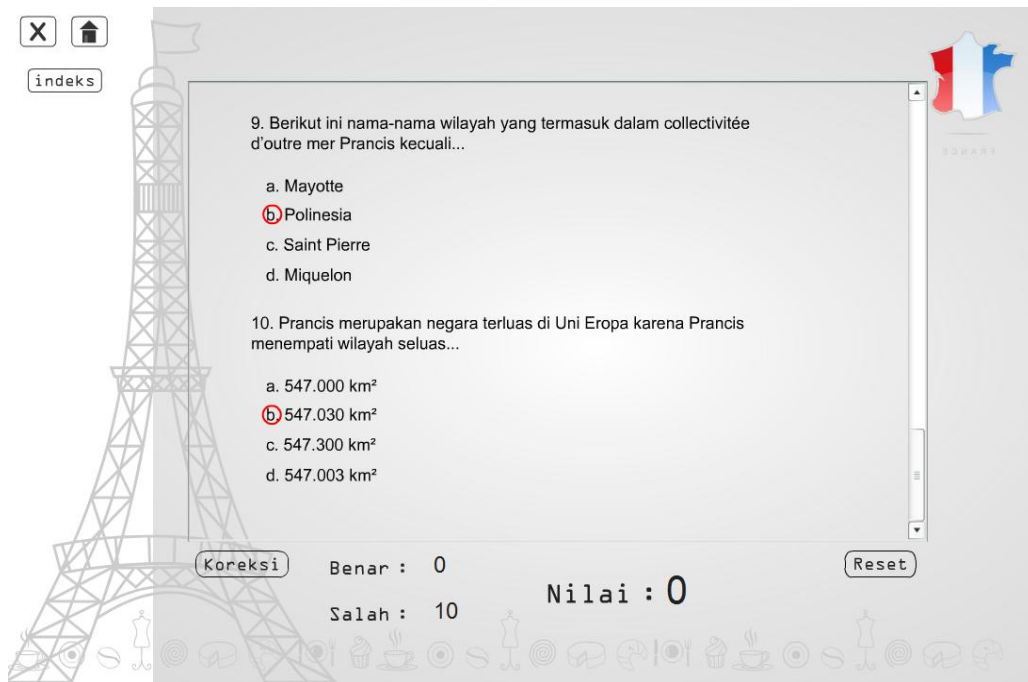 X
indeks
9. Berikut ini nama-nama wilayah yang termasuk dalam collectivitée
d'outre mer Prancis kecuali...
a. Mayotte
b. Polinesia
c. Saint Pierre
d. Miquelon
10. Prancis merupakan negara terluas di Uni Eropa karena Prancis
menempati wilayah seluas...
a. 547.000 km²
b. 547.030 km²
c. 547.300 km²
d. 547.003 km²
Koreksi
Benar : 0
Salah : 10
Nilai : 0
Reset